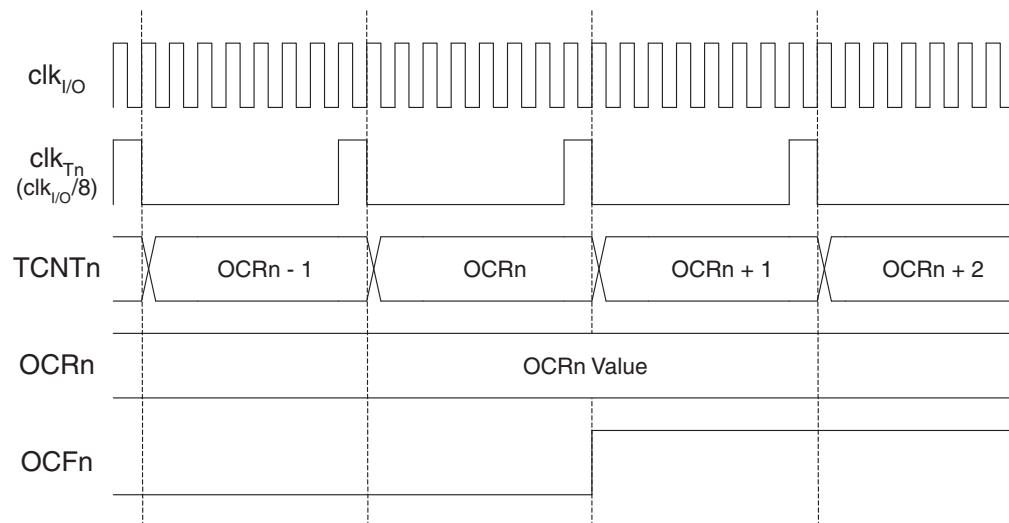 clkI/O
clkTn
(clkI/O/8)
TCNTn
OCRn - 1
OCRn
OCRn + 1
OCRn + 2
OCRn
OCRn Value
OCFn